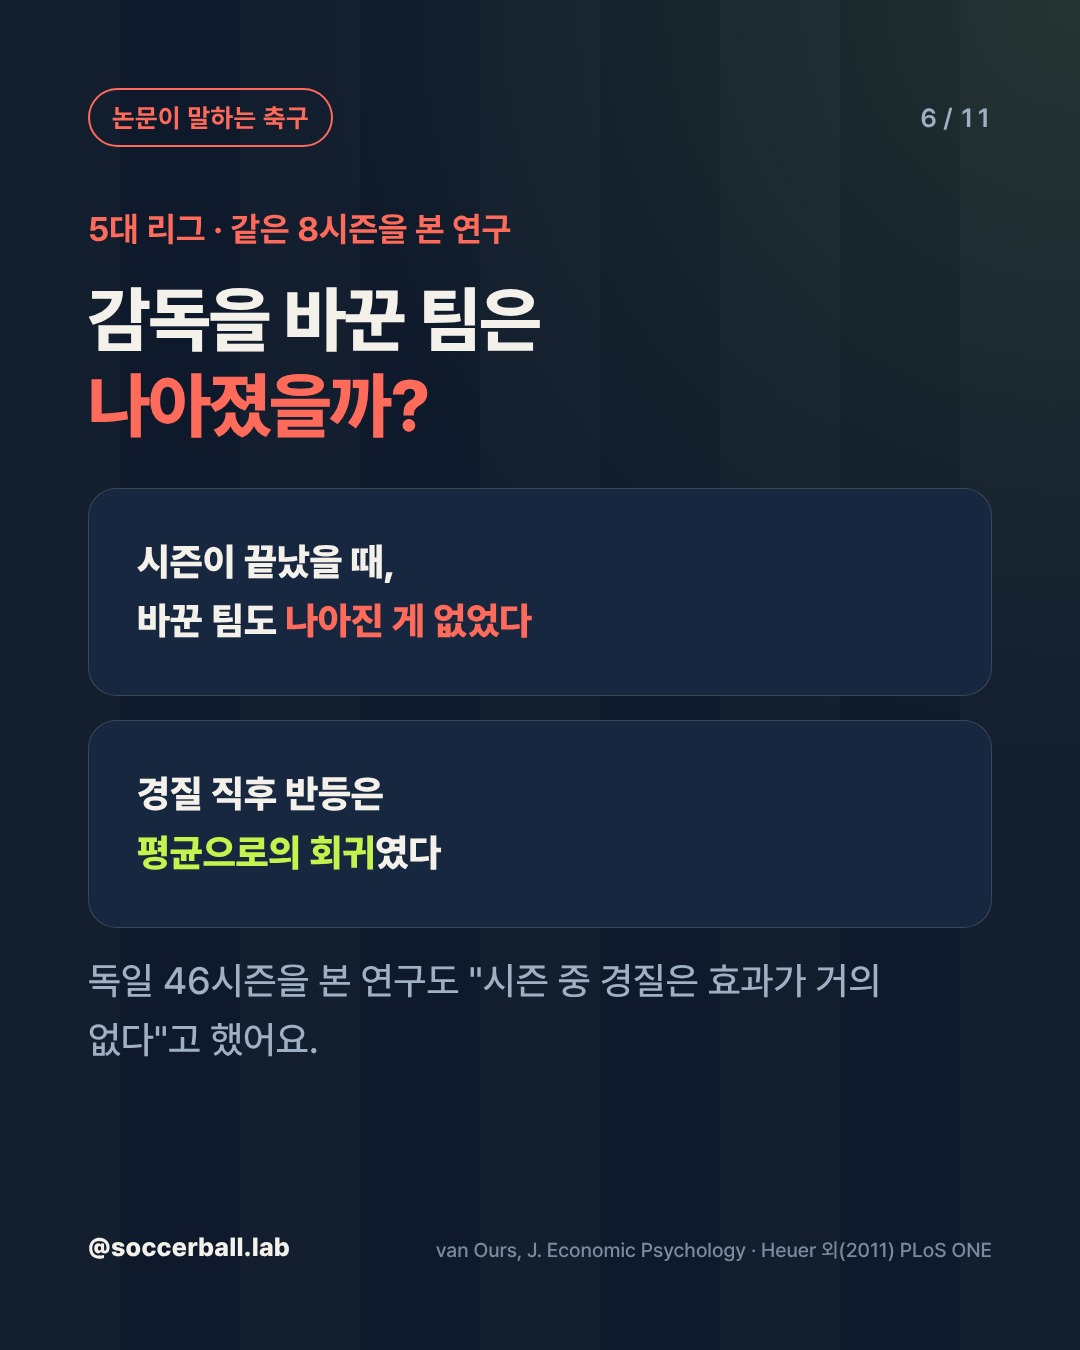 논문이 말하는 축구
6 / 11
5대 리그 · 같은 8시즌을 본 연구
감독을 바꾼 팀은
나아졌을까?
시즌이 끝났을 때,
바꾼 팀도 나아진 게 없었다
경질 직후 반등은
평균으로의 회귀였다
독일 46시즌을 본 연구도 "시즌 중 경질은 효과가 거의
없다"고 했어요.
@soccerball.lab
van Ours, J. Economic Psychology · Heuer 외(2011) PLoS ONE